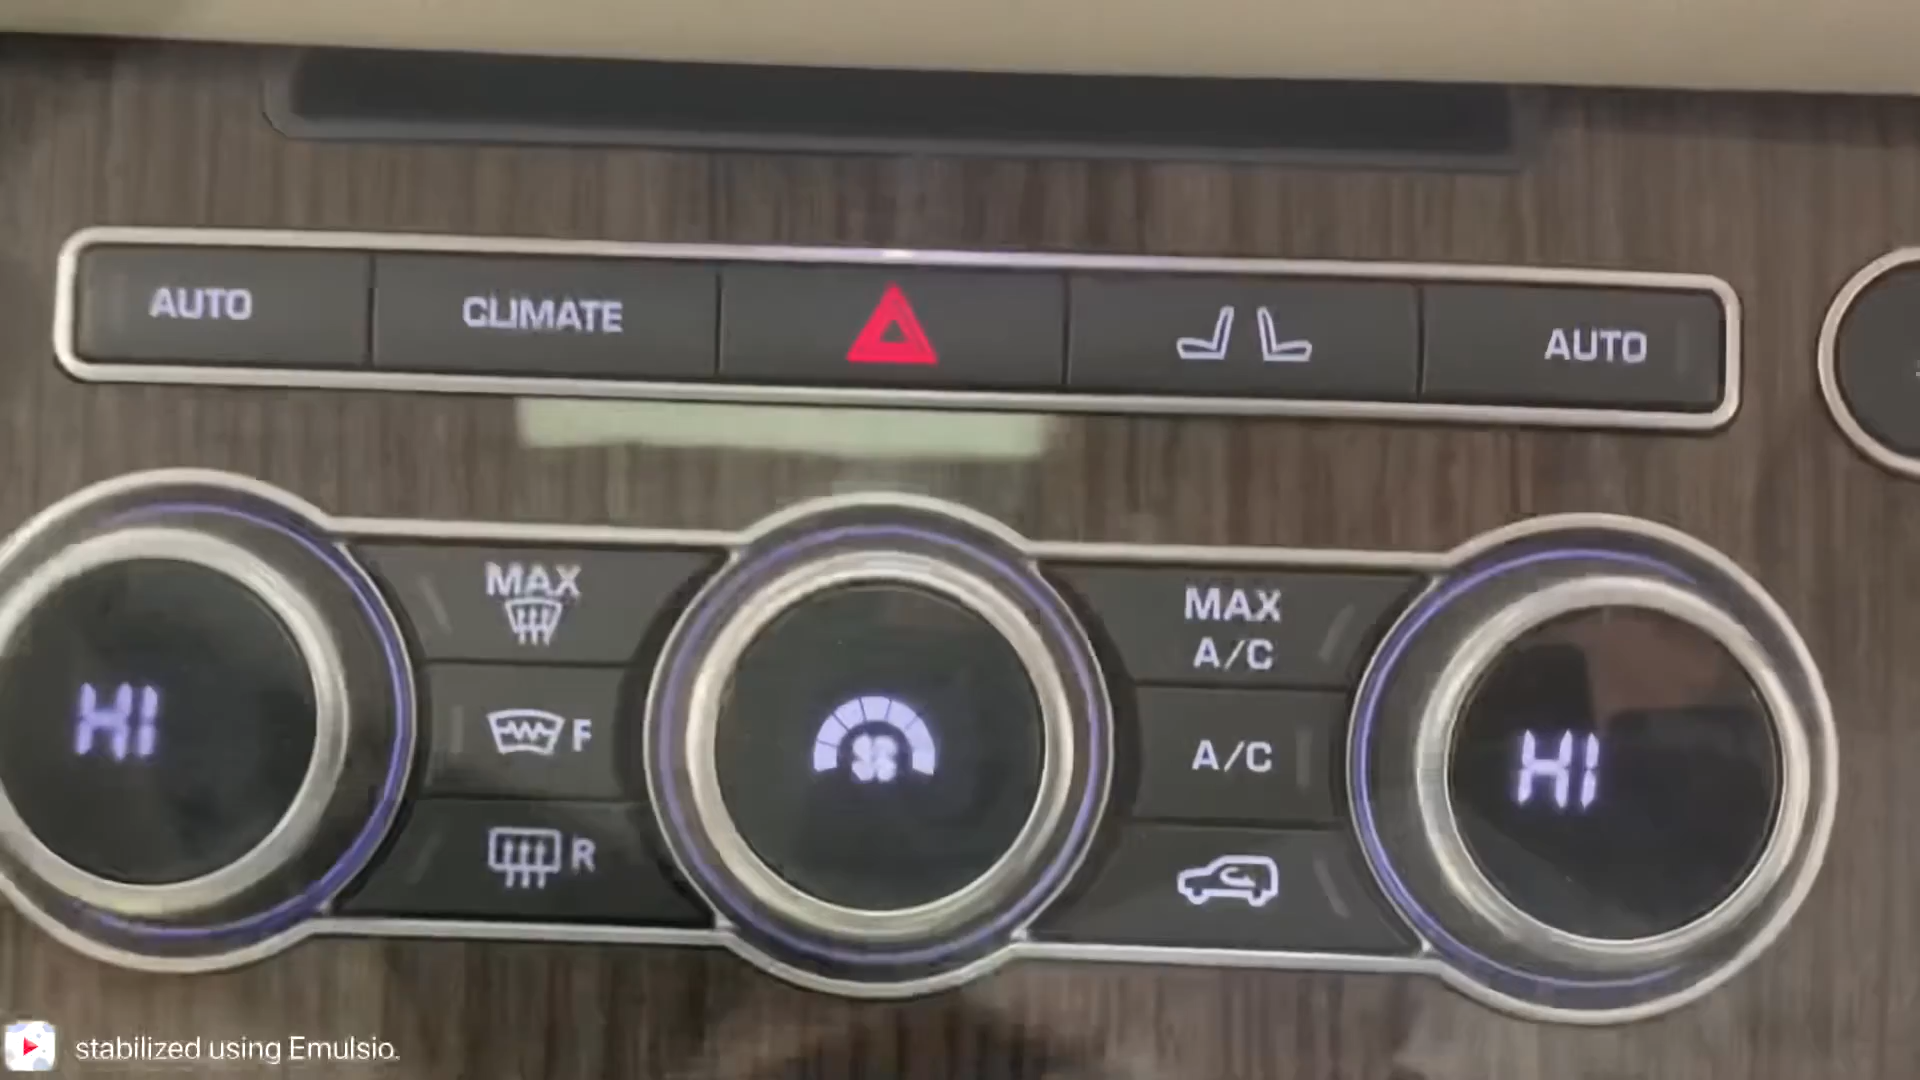 AUTO CLIMATE AUTO
MAX
MAX
A/C
HI
F
A/C
HI
R
stabilized using Emulsio.